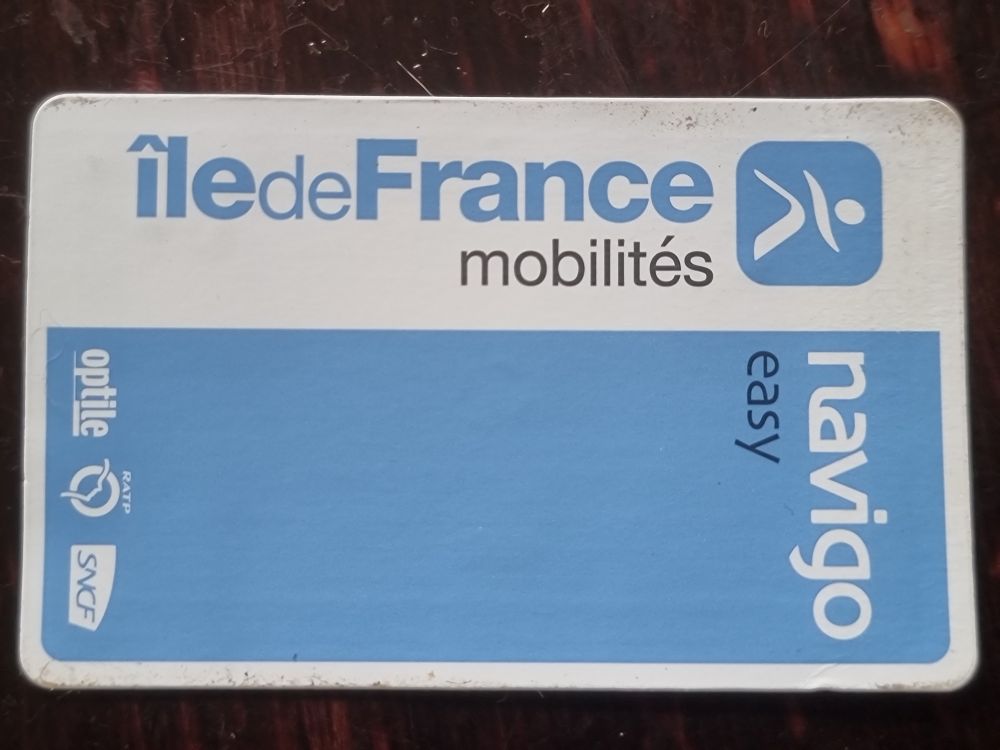 îledeFrance
mobilités
navigo
easy
optile
RATP
SNCF